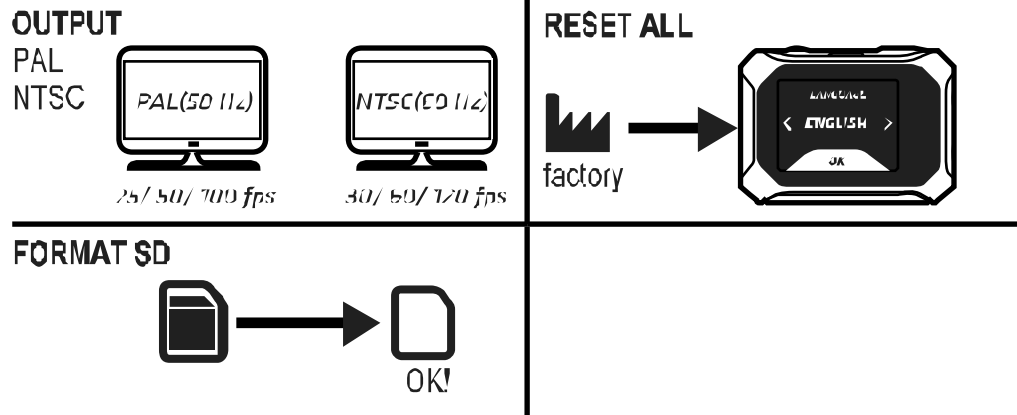 OUTPUT
PAL
NTSC
PAL(50 Hz)
NTSC(60 Hz)
25/ 50/ 100 fps
30/ 60/ 120 fps
RESET ALL
factory
LANGUAGE
< ENGLISH >
OK
FORMAT SD
OK!